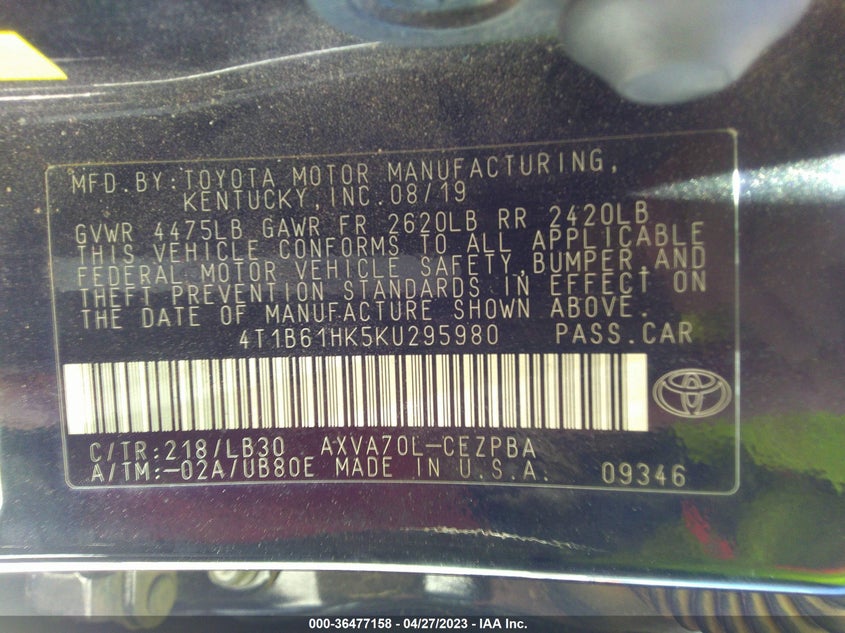 MFD.BY:TOYOTA MOTOR MANUFACTURING,
KENTUCKY,INC.08/19
GVWR 4475LB GAWR FR 2620LB RR 2420LB
THIS VEHICLE CONFORMS TO ALL APPLICABLE
FEDERAL MOTOR VEHICLE SAFETY,BUMPER,AND
THEFT PREVENTION STANDARDS IN EFFECT ON
THE DATE OF MANUFACTURE SHOWN ABOVE.
4T1B61HK5KU295980 PASS.CAR
C/TR:218/LB30 AXVA70L-CEZPBA
A/TM:-02A/UB80E MADE IN U.S.A. 09346
000-36477158 - 04/27/2023 - IAA Inc.